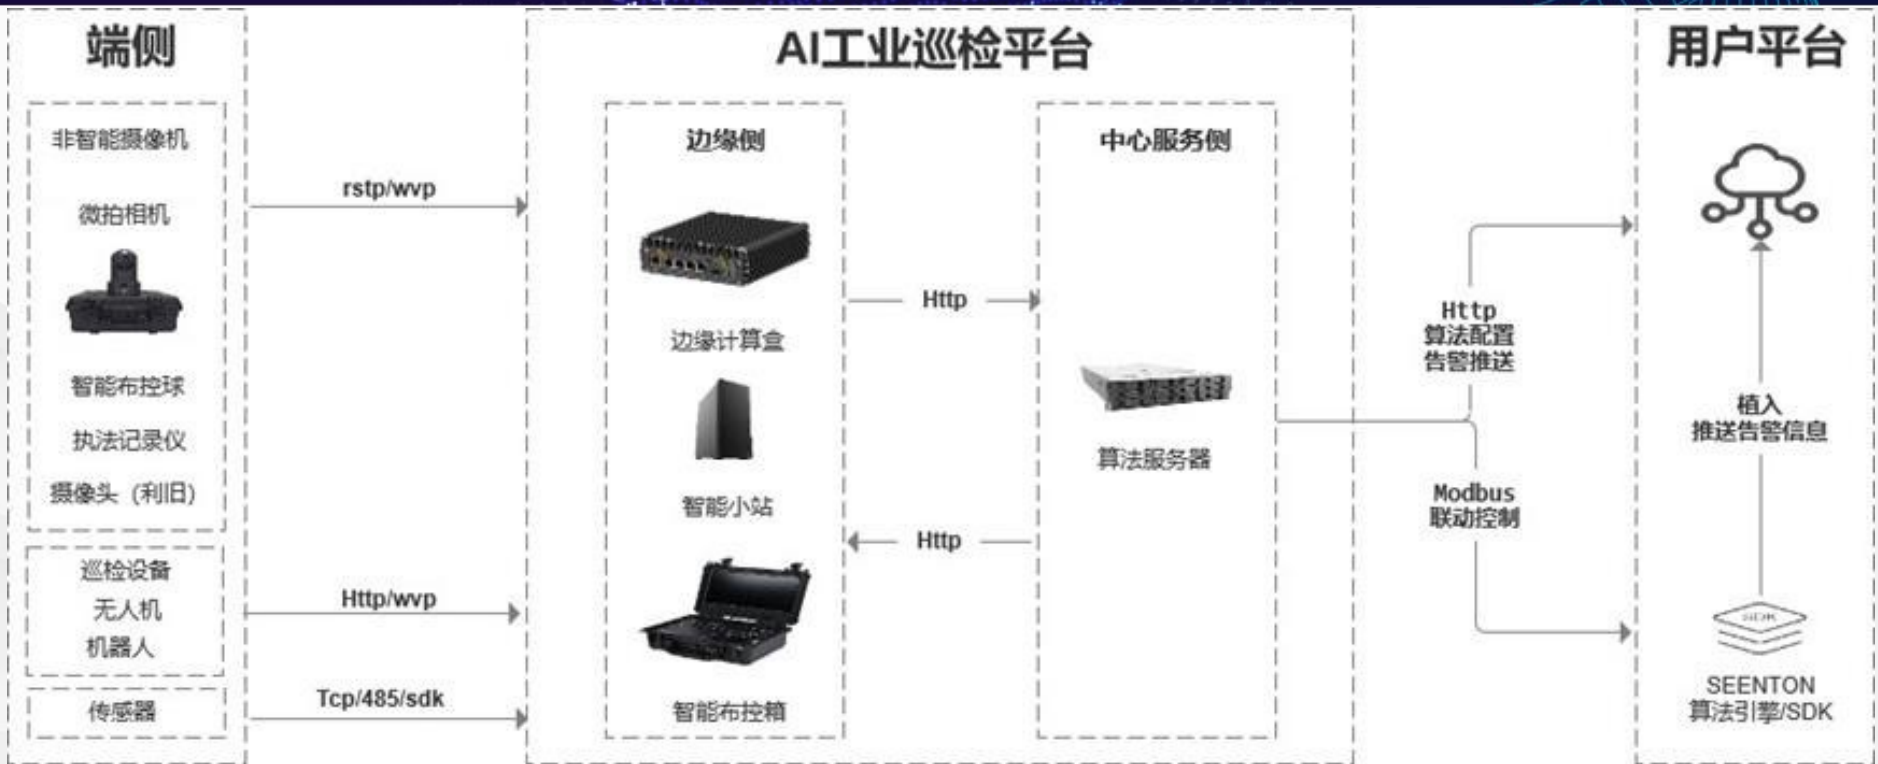 端侧
非智能摄像机
微拍相机
智能布控球
执法记录仪
摄像头（利旧）
巡检设备
无人机
机器人
传感器
rstp/wvp
Http/wvp
Tcp/485/sdk
AI工业巡检平台
边缘侧
边缘计算盒
智能小站
智能布控箱
Http
Http
中心服务侧
算法服务器
Http
算法配置
告警推送
Modbus
联动控制
用户平台
植入
推送告警信息
SDK
SEENTON
算法引擎/SDK